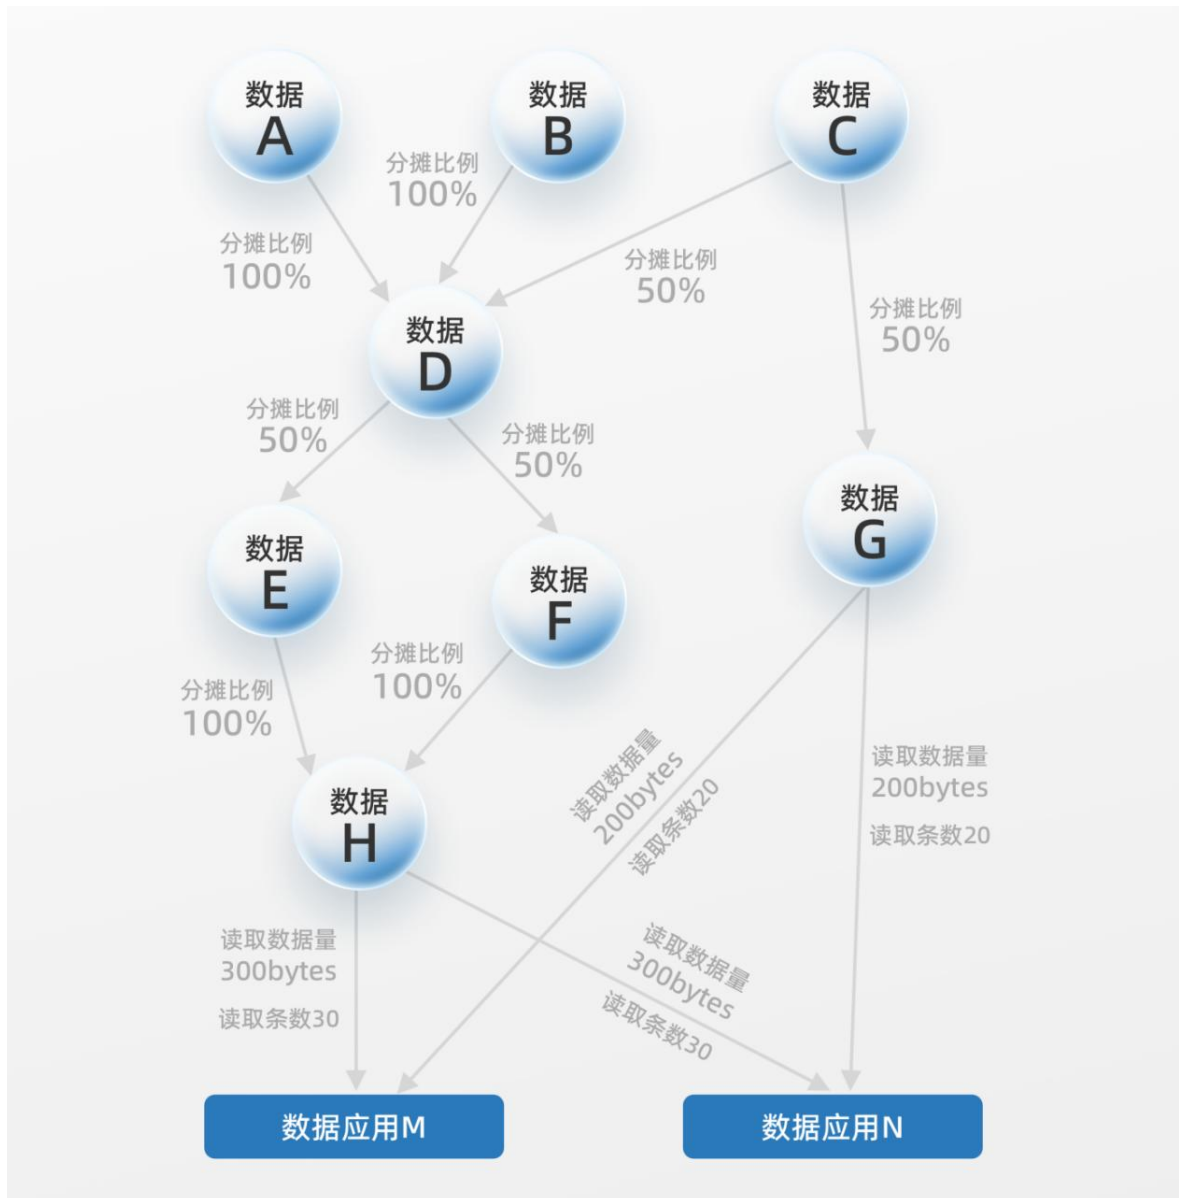 数据
A
数据
B
数据
C
分摊比例
100%
分摊比例
100%
分摊比例
50%
分摊比例
50%
数据
D
分摊比例
50%
分摊比例
50%
数据
E
数据
F
数据
G
分摊比例
100%
分摊比例
100%
读取数据量
200bytes
读取条数20
读取数据量
200bytes
读取条数20
数据
H
读取数据量
300bytes
读取条数30
读取数据量
300bytes
读取条数30
数据应用M
数据应用N